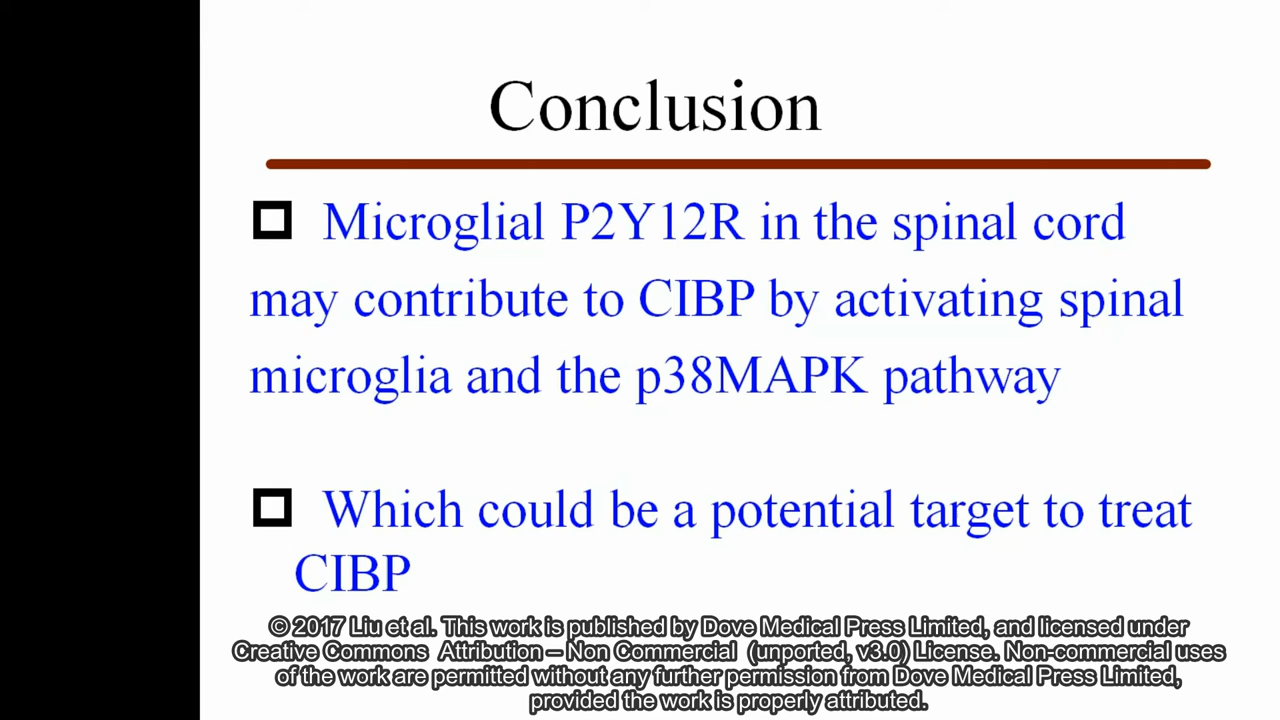 Conclusion
Microglial P2Y12R in the spinal cord
may contribute to CIBP by activating spinal
microglia and the p38MAPK pathway
Which could be a potential target to treat
CIBP
© 2017 Liu et al. This work is published by Dove Medical Press Limited, and licensed under
Creative Commons Attribution – Non Commercial (unported, v3.0) License. Non-commercial uses
of the work are permitted without any further permission from Dove Medical Press Limited,
provided the work is properly attributed.